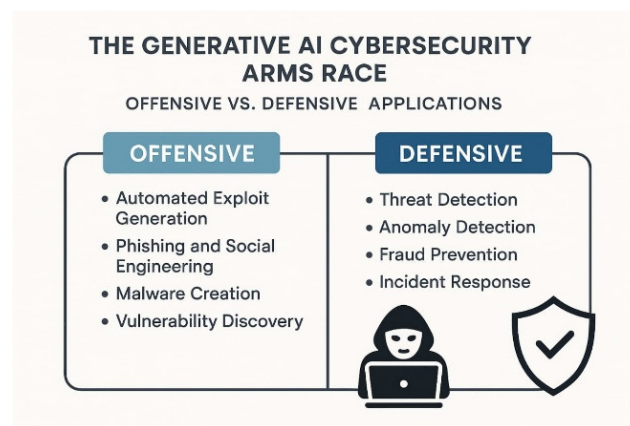 THE GENERATIVE AI CYBERSECURITY
ARMS RACE
OFFENSIVE VS. DEFENSIVE APPLICATIONS
OFFENSIVE
• Automated Exploit
Generation
• Phishing and Social
Engineering
• Malware Creation
• Vulnerability Discovery
DEFENSIVE
• Threat Detection
• Anomaly Detection
• Fraud Prevention
• Incident Response